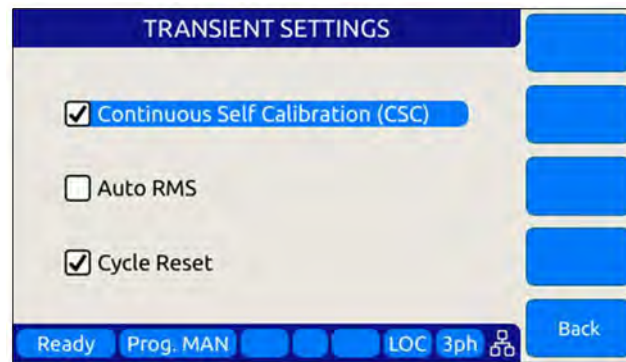 TRANSIENT SETTINGS
Continuous Self Calibration (CSC)
Auto RMS
Cycle Reset
Ready Prog. MAN LOC 3ph
Back